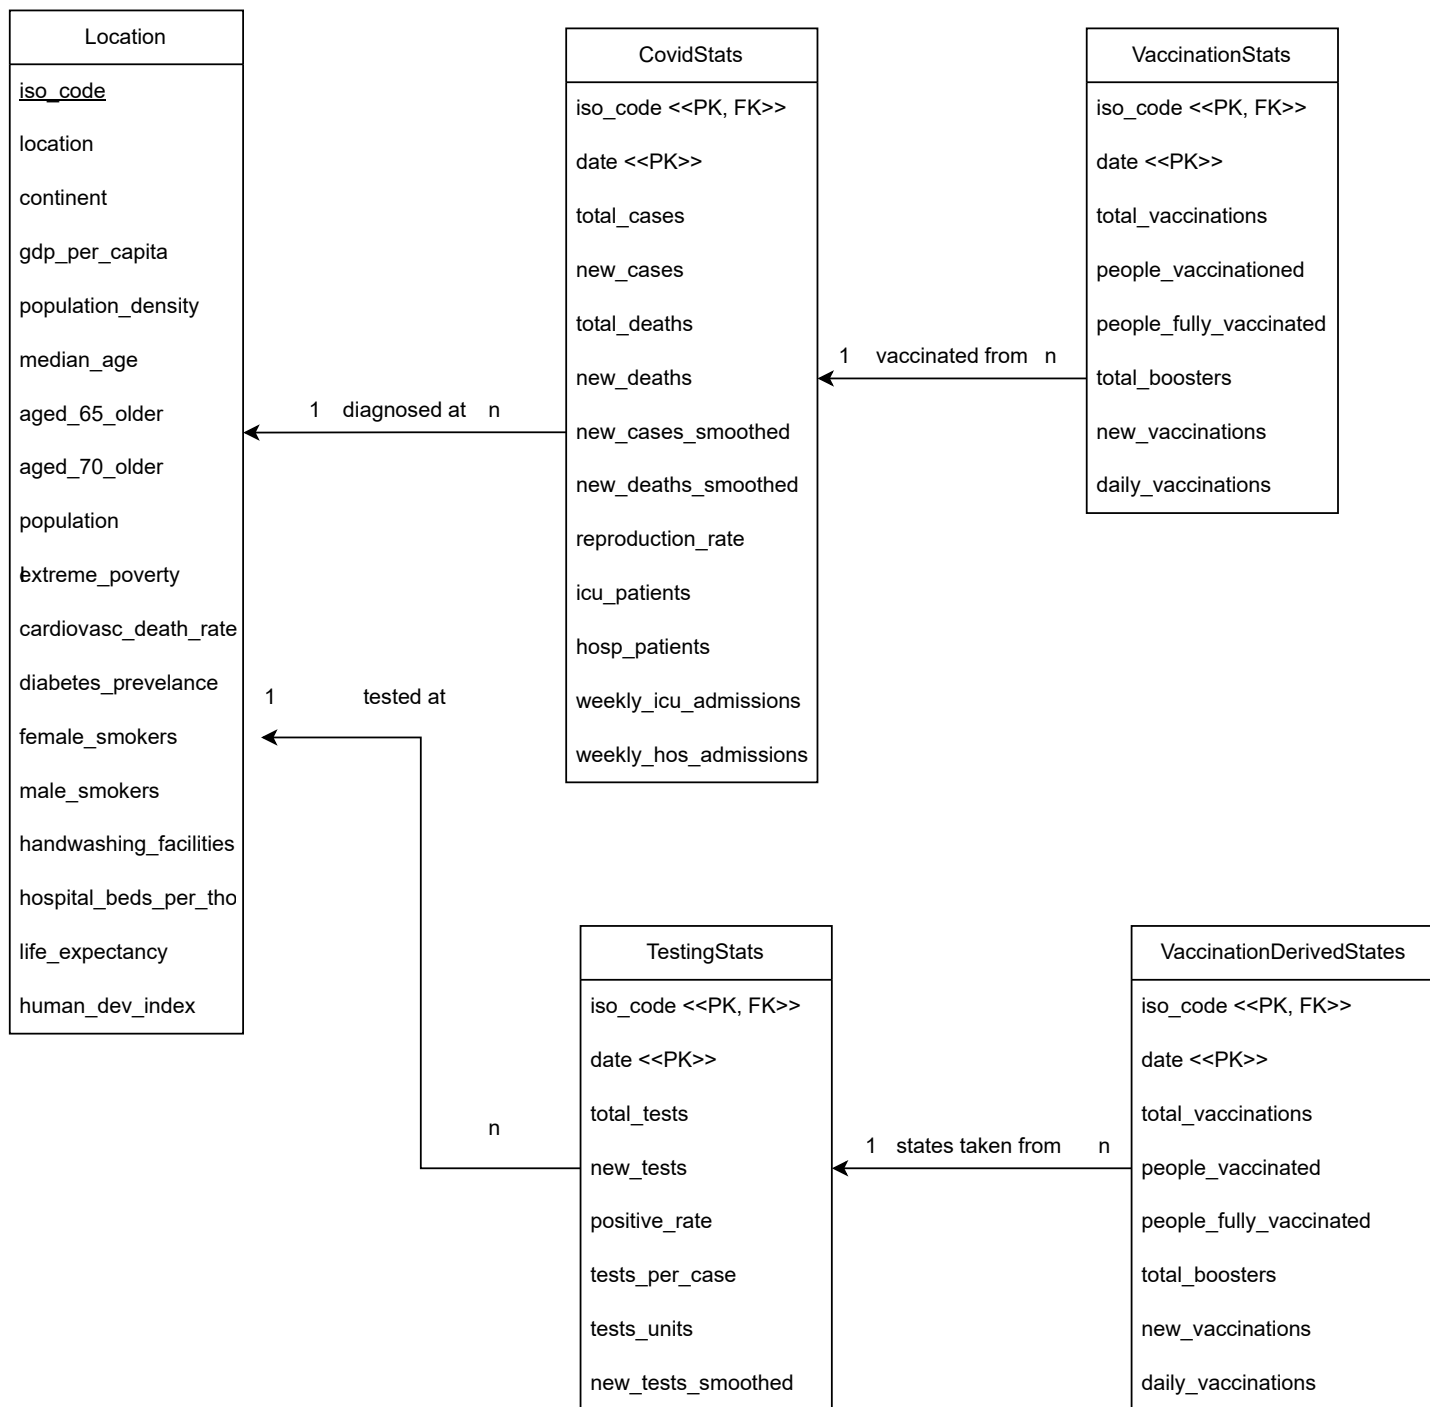 Location
iso_code
location
continent
gdp_per_capita
population_density
median_age
aged_65_older
aged_70_older
population
extreme_poverty
cardiovasc_death_rate
diabetes_prevelance
female_smokers
male_smokers
handwashing_facilities
hospital_beds_per_tho
life_expectancy
human_dev_index
1 diagnosed at n
1 tested at
n
CovidStats
iso_code <<PK, FK>>
date <<PK>>
total_cases
new_cases
total_deaths
new_deaths
new_cases_smoothed
new_deaths_smoothed
reproduction_rate
icu_patients
hosp_patients
weekly_icu_admissions
weekly_hos_admissions
1 vaccinated from n
VaccinationStats
iso_code <<PK, FK>>
date <<PK>>
total_vaccinations
people_vaccinationed
people_fully_vaccinated
total_boosters
new_vaccinations
daily_vaccinations
TestingStats
iso_code <<PK, FK>>
date <<PK>>
total_tests
new_tests
positive_rate
tests_per_case
tests_units
new_tests_smoothed
1 states taken from n
VaccinationDerivedStates
iso_code <<PK, FK>>
date <<PK>>
total_vaccinations
people_vaccinated
people_fully_vaccinated
total_boosters
new_vaccinations
daily_vaccinations